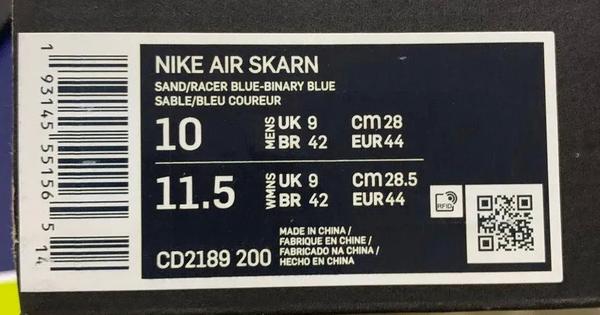 NIKE AIR SKARN
SAND/RACER BLUE-BINARY BLUE
SABLE/BLEU COUREUR
10 MENS UK 9 CM 28
BR 42 EUR 44
11.5 WMNS UK 9 CM 28.5
BR 42 EUR 44
RFID
CD2189 200
MADE IN CHINA /
FABRIQUE EN CHINE /
FABRICADO NA CHINA /
HECHO EN CHINA
1 93145 55156 5 14